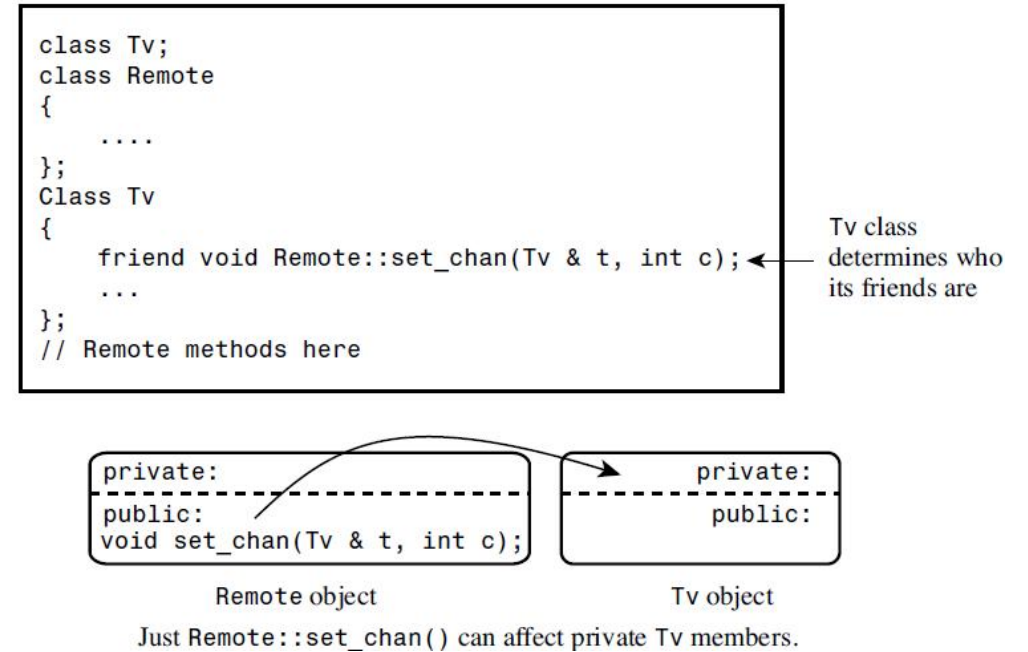 class Tv;
class Remote
{
....
};
Class Tv
{
friend void Remote::set_chan(Tv & t, int c);
...
};
// Remote methods here
Tv class
determines who
its friends are
private:
public:
void set_chan(Tv & t, int c);
private:
public:
Remote object
Tv object
Just Remote::set_chan() can affect private Tv members.